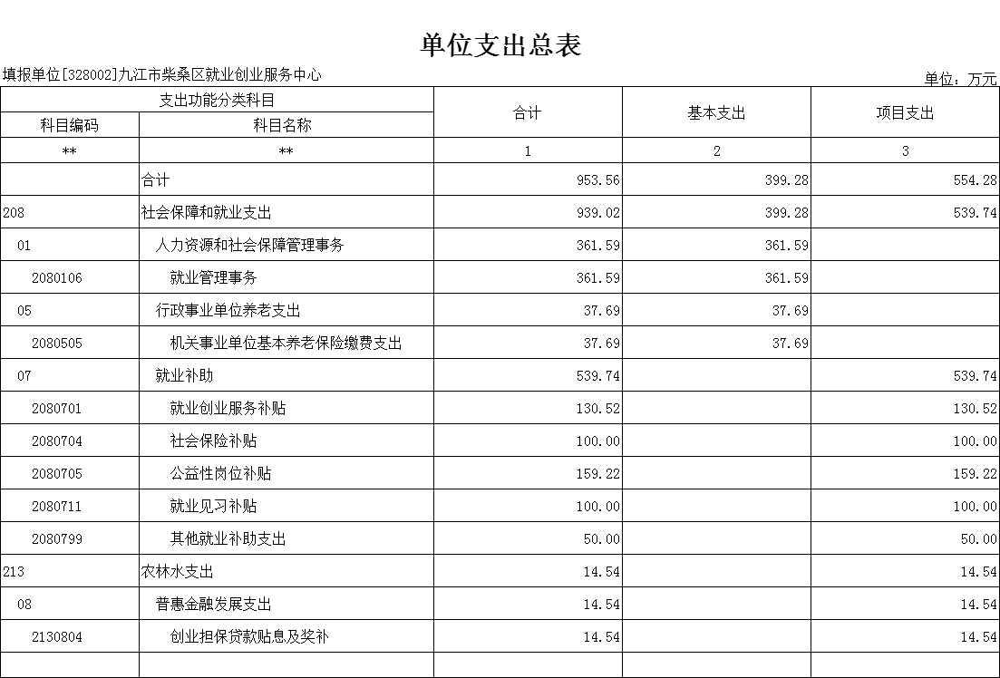 单位支出总表
填报单位[328002]九江市柴桑区就业创业服务中心
单位：万元
支出功能分类科目 合计 基本支出 项目支出
科目编码 科目名称
** ** 1 2 3
合计 953.56 399.28 554.28
208 社会保障和就业支出 939.02 399.28 539.74
01 人力资源和社会保障管理事务 361.59 361.59
2080106 就业管理事务 361.59 361.59
05 行政事业单位养老支出 37.69 37.69
2080505 机关事业单位基本养老保险缴费支出 37.69 37.69
07 就业补助 539.74 539.74
2080701 就业创业服务补贴 130.52 130.52
2080704 社会保险补贴 100.00 100.00
2080705 公益性岗位补贴 159.22 159.22
2080711 就业见习补贴 100.00 100.00
2080799 其他就业补助支出 50.00 50.00
213 农林水支出 14.54 14.54
08 普惠金融发展支出 14.54 14.54
2130804 创业担保贷款贴息及奖补 14.54 14.54